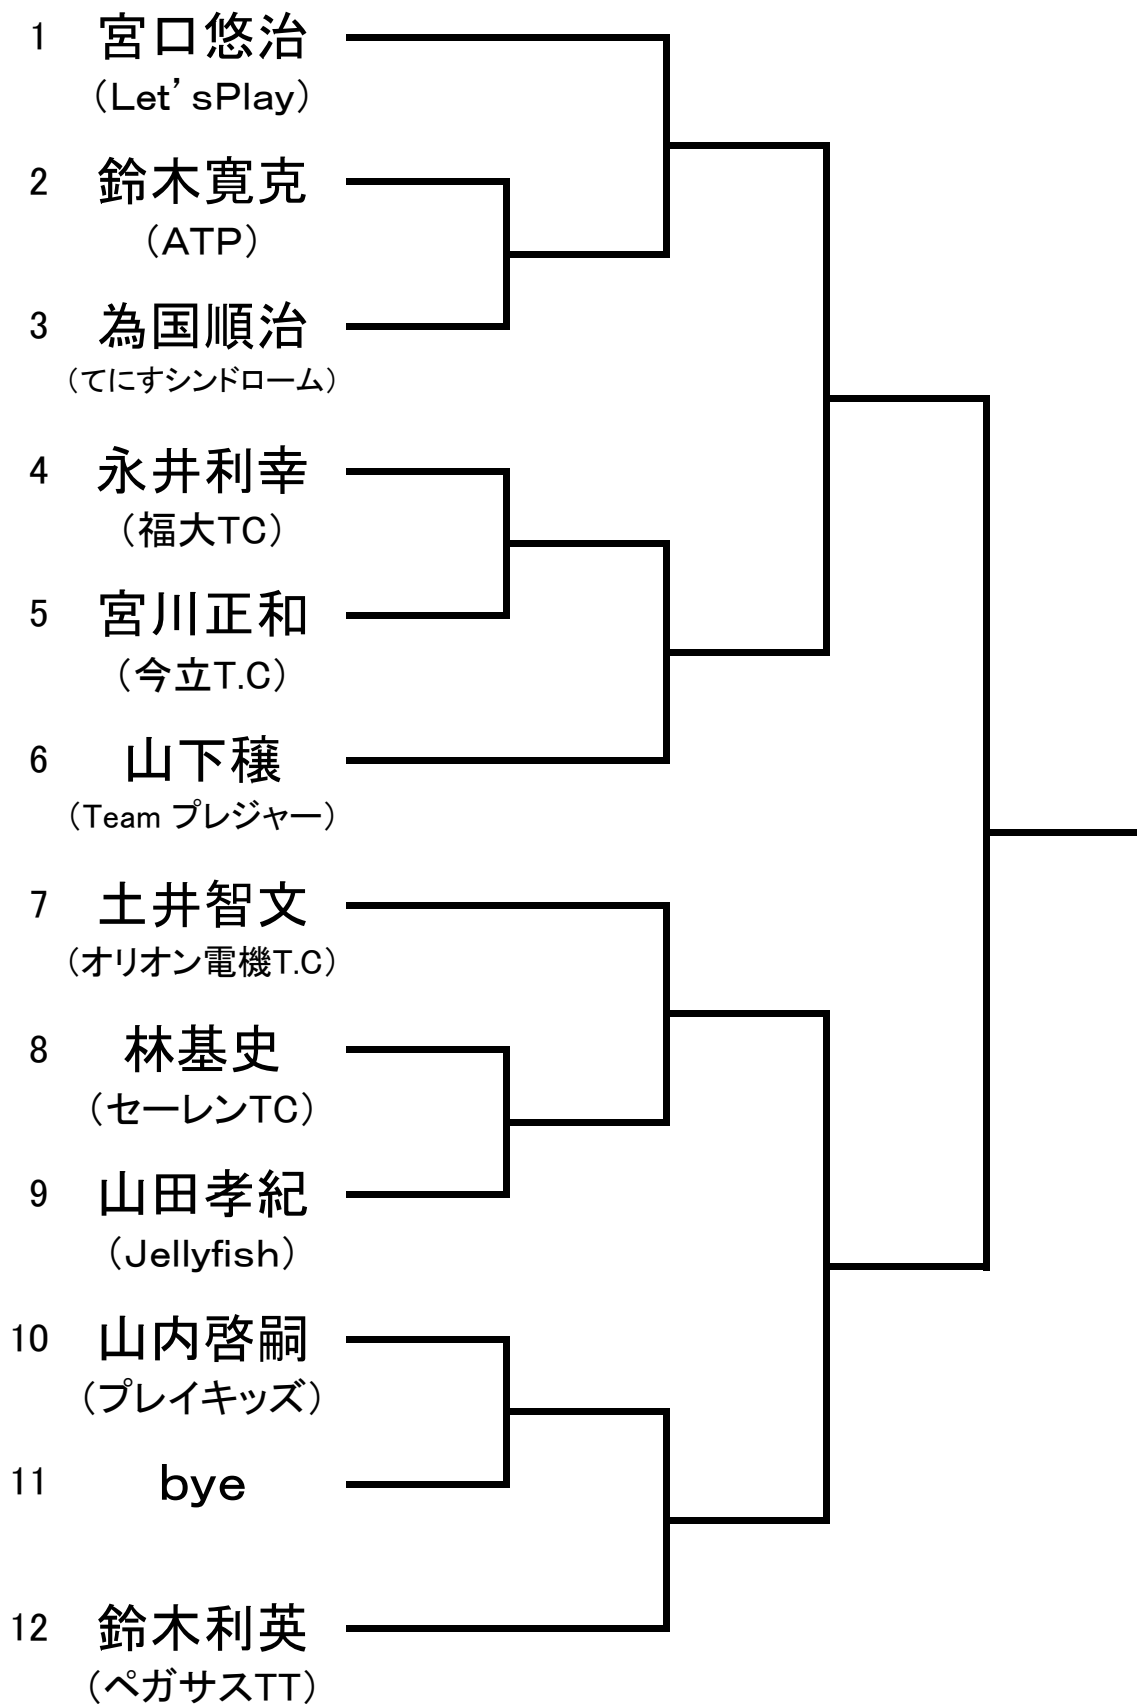 1 宮口悠治
（Let’sPlay）
2 鈴木寛克
（ATP）
3 為国順治
（てにすシンドローム）
4 永井利幸
（福大TC）
5 宮川正和
（今立T.C）
6 山下穣
（Team プレジャー）
7 土井智文
（オリオン電機T.C）
8 林基史
（セーレンTC）
9 山田孝紀
（Jellyfish）
10 山内啓嗣
（プレイキッズ）
11 bye
12 鈴木利英
（ペガサスTT）